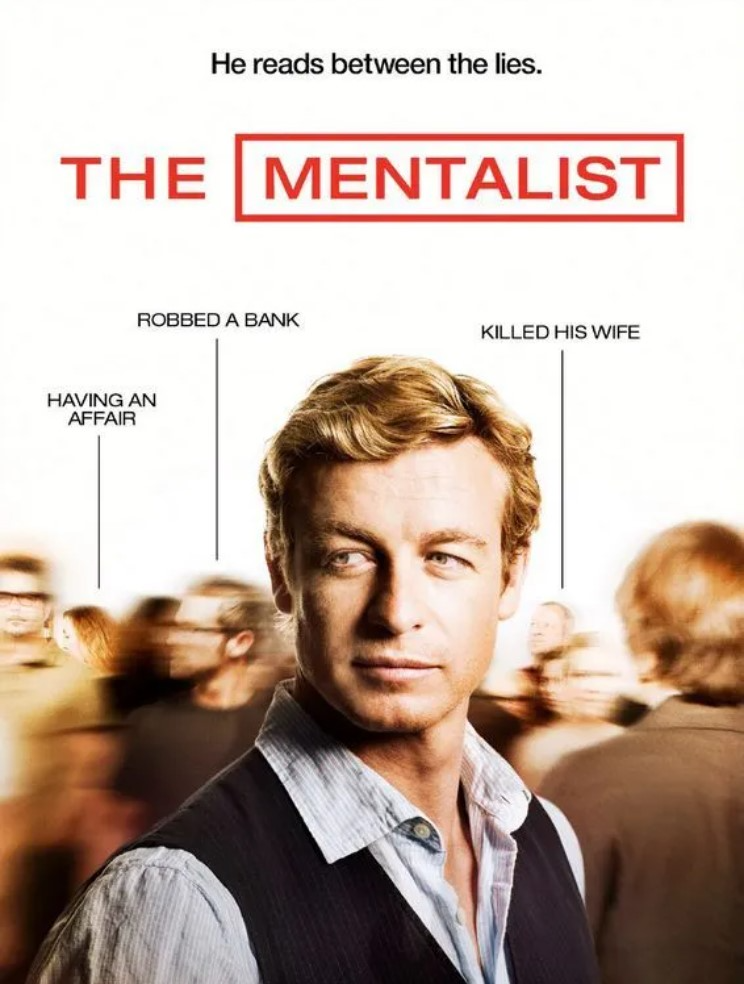 He reads between the lies.
THE MENTALIST
ROBBED A BANK
KILLED HIS WIFE
HAVING AN
AFFAIR